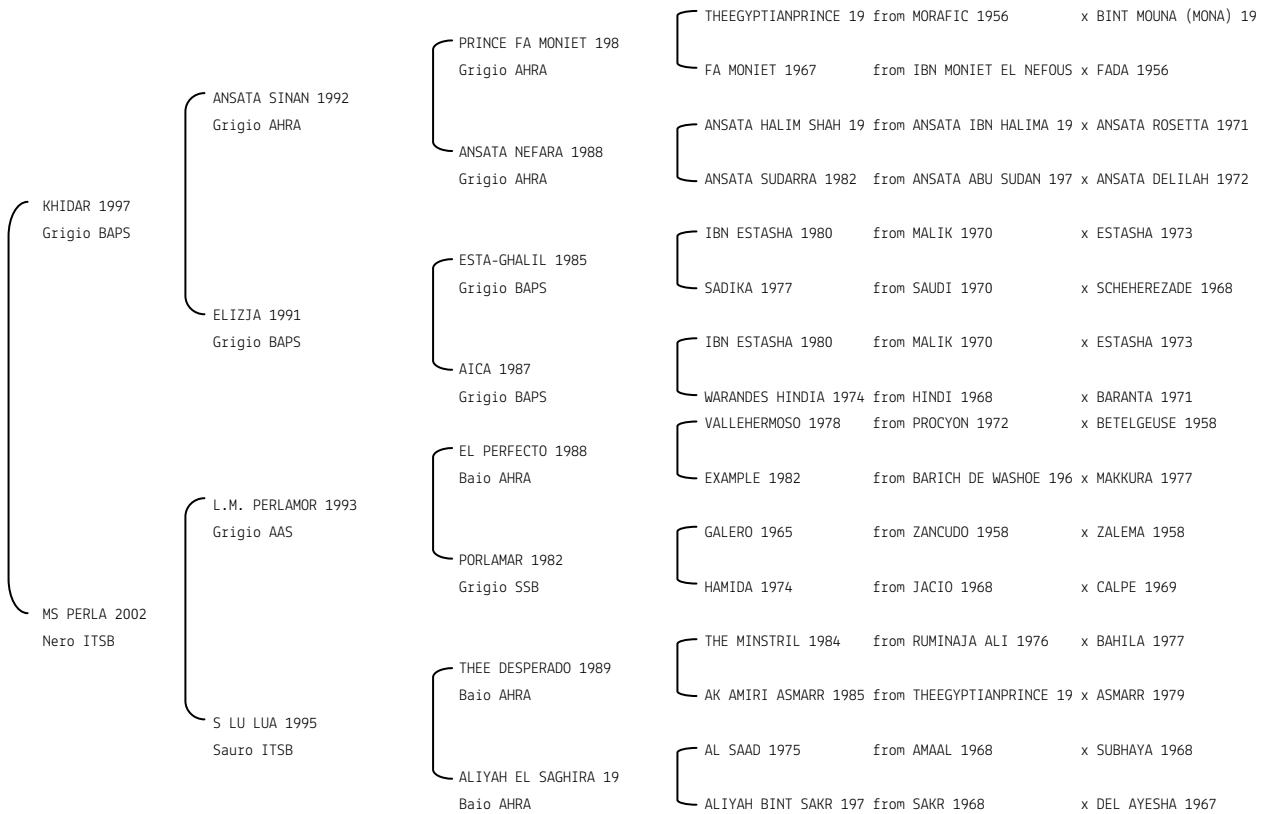 THEEGYPTIANPRINCE 19 from MORAFIC 1956 x BINT MOUNA (MONA) 19
PRINCE FA MONIET 198
Grigio AHRA
FA MONIET 1967 from IBN MONIET EL NEFOUS x FADA 1956
ANSATA SINAN 1992
Grigio AHRA
ANSATA HALIM SHAH 19 from ANSATA IBN HALIMA 19 x ANSATA ROSETTA 1971
ANSATA NEFARA 1988
Grigio AHRA
ANSATA SUDARRA 1982 from ANSATA ABU SUDAN 197 x ANSATA DELILAH 1972
KHIDAR 1997
Grigio BAPS
IBN ESTASHA 1980 from MALIK 1970 x ESTASHA 1973
ESTA-GHALIL 1985
Grigio BAPS
SADIKA 1977 from SAUDI 1970 x SCHEHEREZADE 1968
ELIZJA 1991
Grigio BAPS
IBN ESTASHA 1980 from MALIK 1970 x ESTASHA 1973
AICA 1987
Grigio BAPS
WARANDES HINDIA 1974 from HINDI 1968 x BARANTA 1971
VALLEHERMOSO 1978 from PROCYON 1972 x BETELGEUSE 1958
EL PERFECTO 1988
Baio AHRA
EXAMPLE 1982 from BARICH DE WASHOE 196 x MAKKURA 1977
L.M. PERLAMOR 1993
Grigio AAS
GALERO 1965 from ZANCUDO 1958 x ZALEMA 1958
PORLAMAR 1982
Grigio SSB
HAMIDA 1974 from JACIO 1968 x CALPE 1969
MS PERLA 2002
Nero ITSB
THE MINSTRIL 1984 from RUMINAJA ALI 1976 x BAHILA 1977
THEE DESPERADO 1989
Baio AHRA
AK AMIRI ASMARR 1985 from THEEGYPTIANPRINCE 19 x ASMARR 1979
S LU LUA 1995
Sauro ITSB
AL SAAD 1975 from AMAAL 1968 x SUBHAYA 1968
ALIYAH EL SAGHIRA 19
Baio AHRA
ALIYAH BINT SAKR 197 from SAKR 1968 x DEL AYESHA 1967